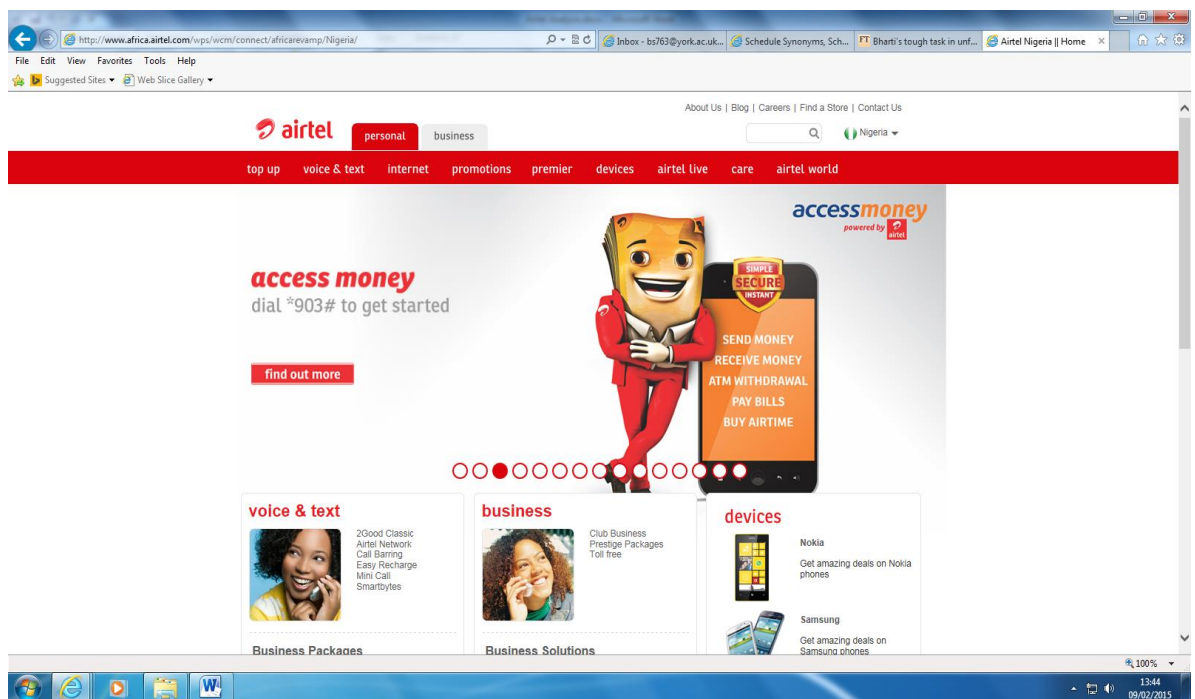 http://www.africa.airtel.com/wps/wcm/connect/africarevamp/Nigeria/
Inbox - bs763@york.ac.uk...
Schedule Synonyms, Sch...
FT Bharti's tough task in unf...
Airtel Nigeria || Home
File Edit View Favorites Tools Help
Suggested Sites Web Slice Gallery
About Us | Blog | Careers | Find a Store | Contact Us
airtel
personal
business
Nigeria
top up voice & text internet promotions premier devices airtel live care airtel world
accessmoney
powered by airtel
access money
dial *903# to get started
find out more
SIMPLE
SECURE
INSTANT
SEND MONEY
RECEIVE MONEY
ATM WITHDRAWAL
PAY BILLS
BUY AIRTIME
voice & text
2Good Classic
Airtel Network
Call Barring
Easy Recharge
Mini Call
Smartbytes
Business Packages
business
Club Business
Prestige Packages
Toll free
Business Solutions
devices
Nokia
Get amazing deals on Nokia
phones
Samsung
Get amazing deals on
Samsung phones
100%
13:44
09/02/2015